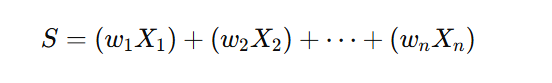 S = (w₁X₁) + (w₂X₂) + ⋯ + (wₙXₙ)